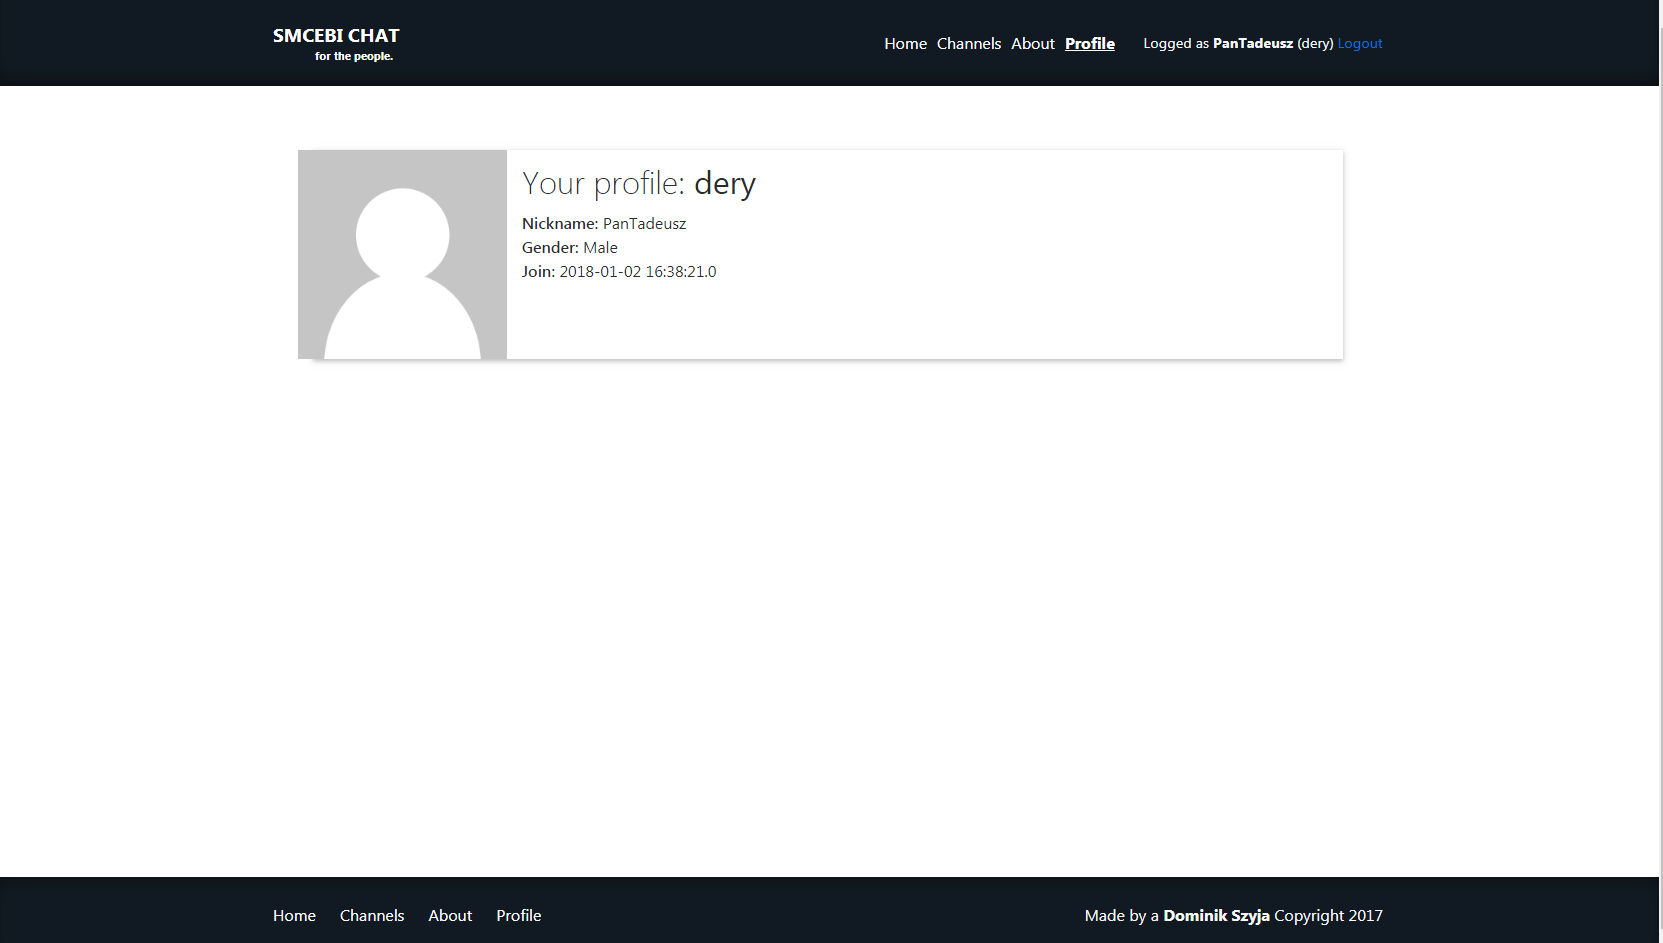 SMCEBI CHAT
for the people.
Home Channels About Profile Logged as PanTadeusz (dery) Logout
Your profile: dery
Nickname: PanTadeusz
Gender: Male
Join: 2018-01-02 16:38:21.0
Home Channels About Profile
Made by a Dominik Szyja Copyright 2017